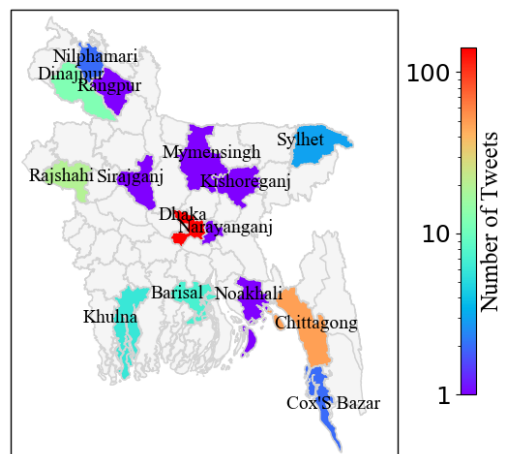 Nilphamari
Dinajpur
Rangpur
Sylhet
Mymensingh
Rajshahi
Sirajganj
Kishoreganj
Dhaka
Narayanganj
Barisal
Noakhali
Khulna
Chittagong
Cox'S Bazar
100
10
1
Number of Tweets